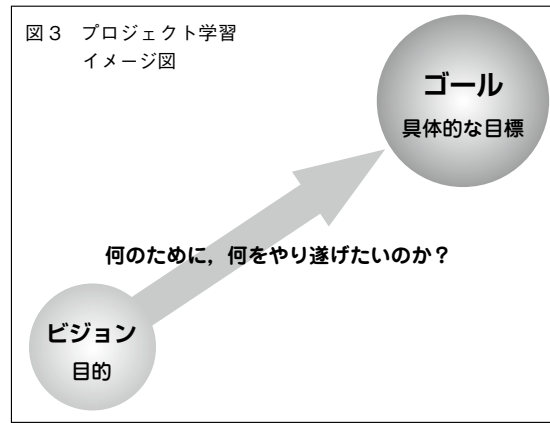 図３　プロジェクト学習
イメージ図
ゴール
具体的な目標
何のために，何をやり遂げたいのか？
ビジョン
目的